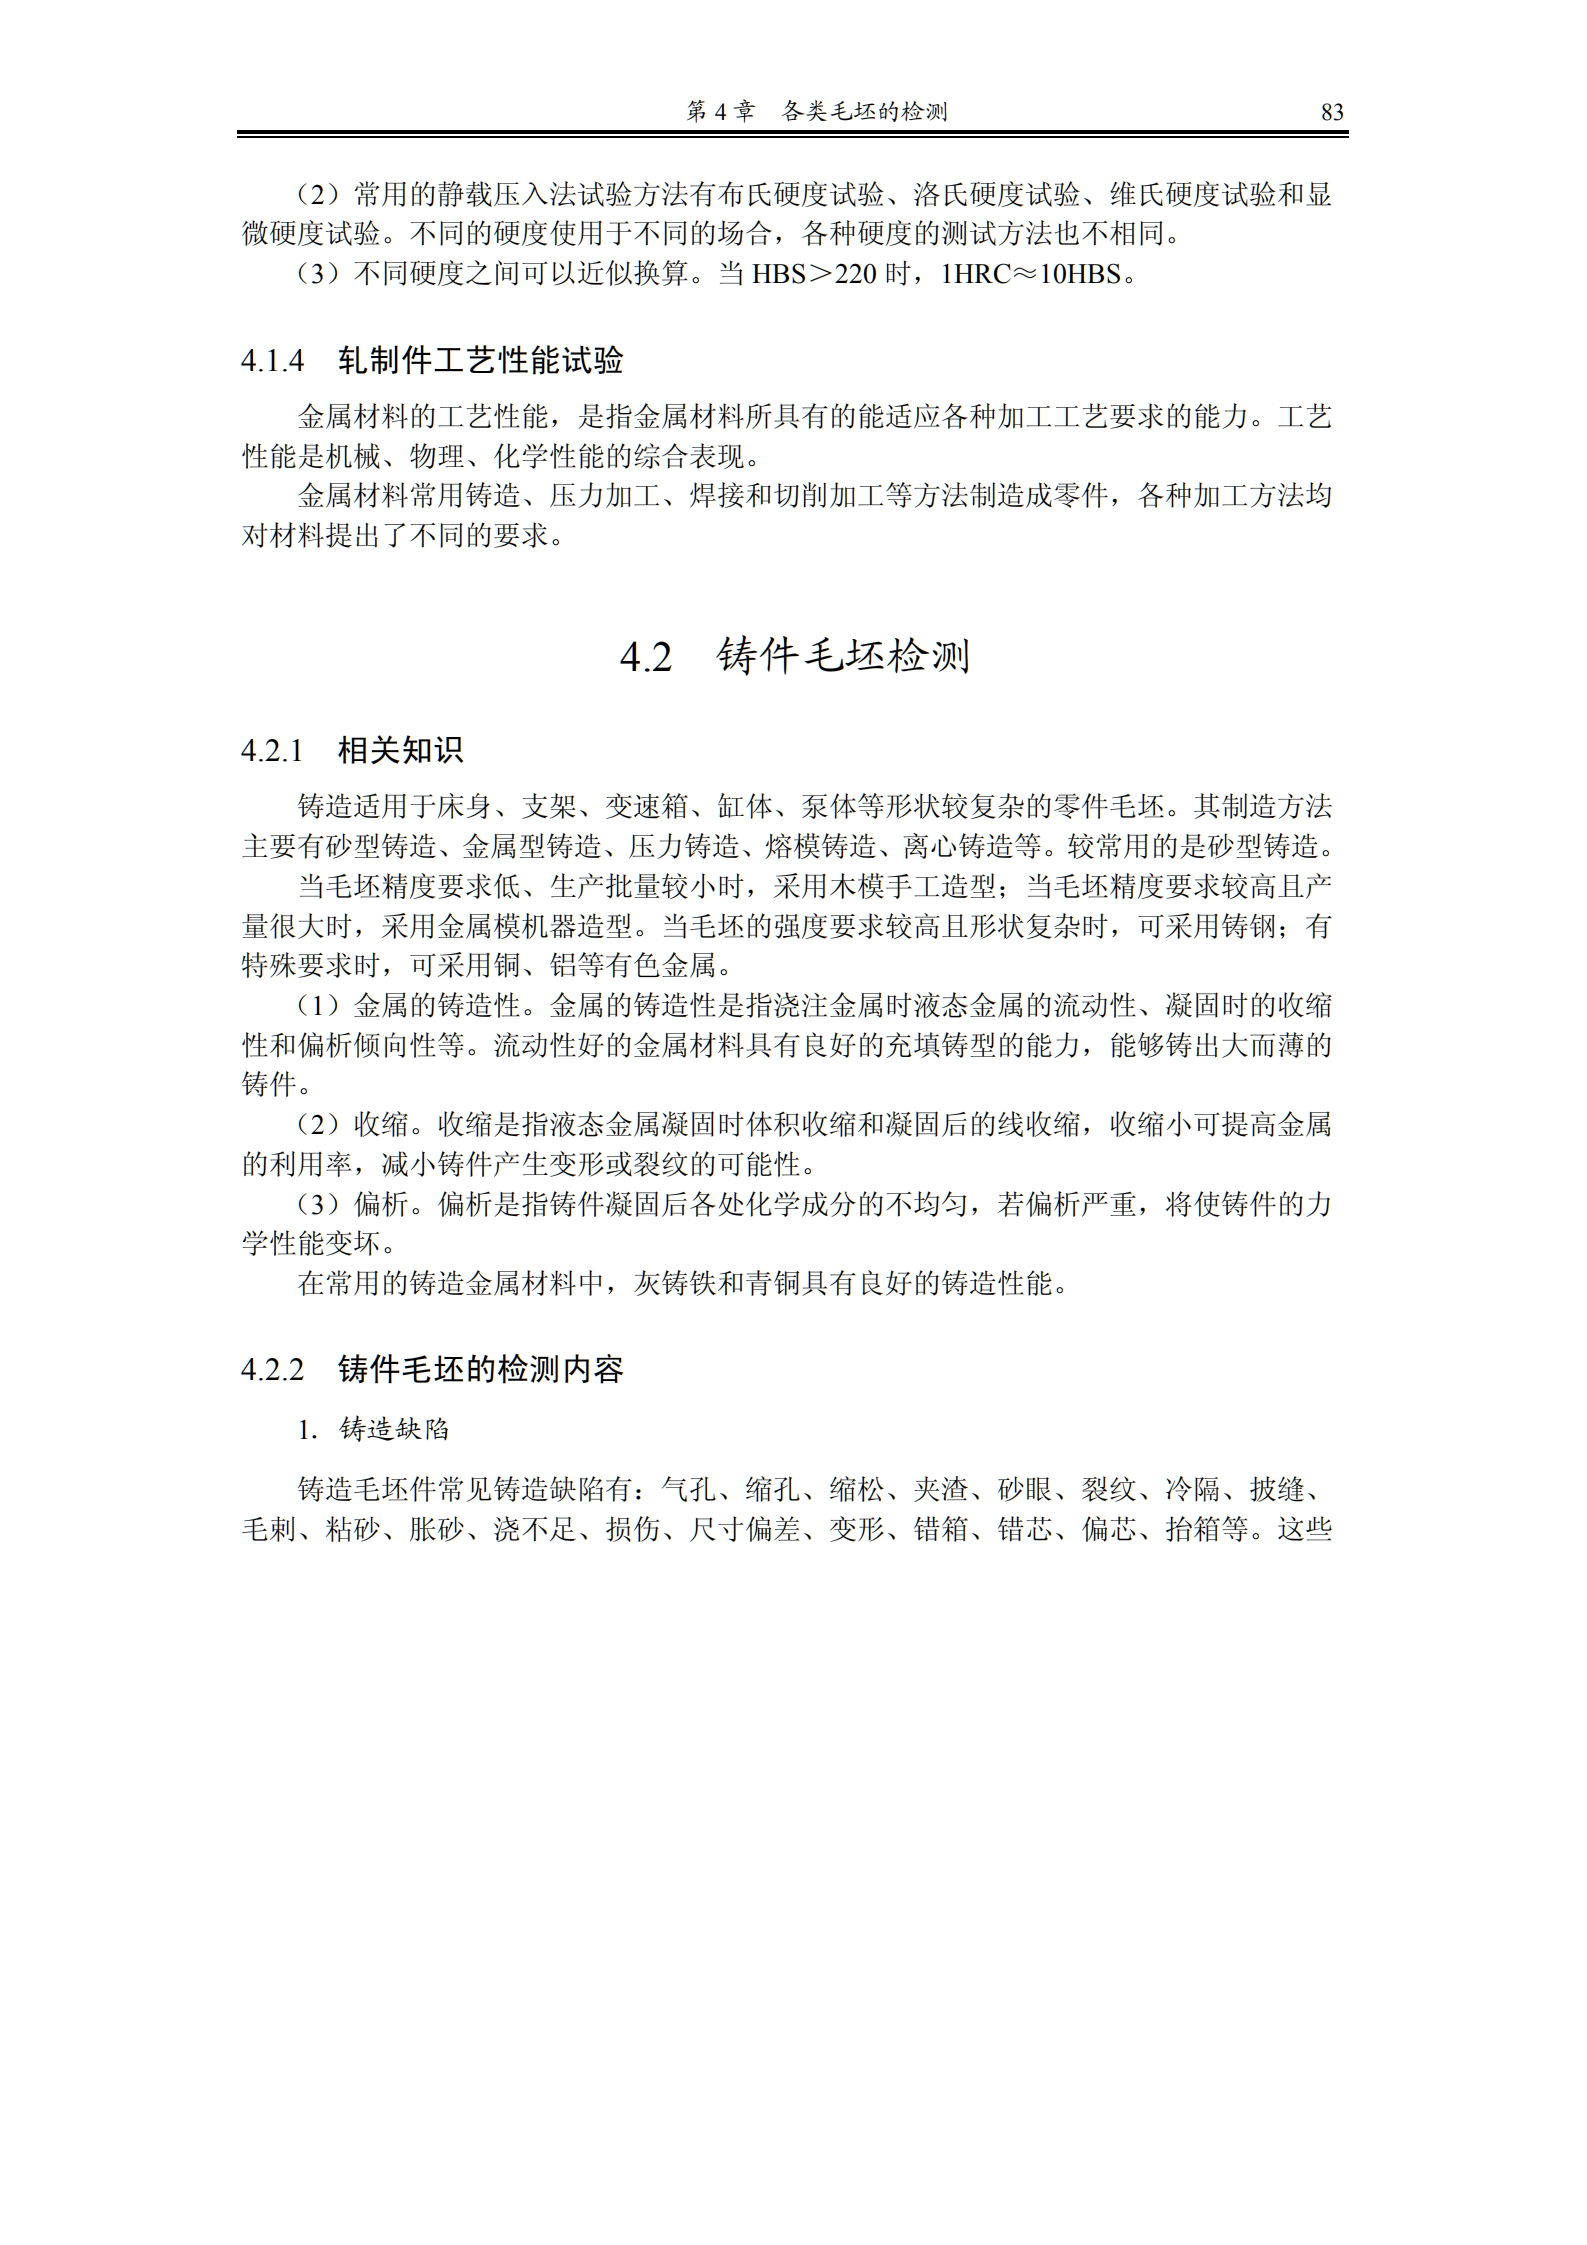 第 4 章　各类毛坯的检测　83
（2）常用的静载压入法试验方法有布氏硬度试验、洛氏硬度试验、维氏硬度试验和显
微硬度试验。不同的硬度使用于不同的场合，各种硬度的测试方法也不相同。
（3）不同硬度之间可以近似换算。当 HBS＞220 时，1HRC≈10HBS。
4.1.4　轧制件工艺性能试验
金属材料的工艺性能，是指金属材料所具有的能适应各种加工工艺要求的能力。工艺
性能是机械、物理、化学性能的综合表现。
金属材料常用铸造、压力加工、焊接和切削加工等方法制造成零件，各种加工方法均
对材料提出了不同的要求。
4.2　铸件毛坯检测
4.2.1　相关知识
铸造适用于床身、支架、变速箱、缸体、泵体等形状较复杂的零件毛坯。其制造方法
主要有砂型铸造、金属型铸造、压力铸造、熔模铸造、离心铸造等。较常用的是砂型铸造。
当毛坯精度要求低、生产批量较小时，采用木模手工造型；当毛坯精度要求较高且产
量很大时，采用金属模机器造型。当毛坯的强度要求较高且形状复杂时，可采用铸钢；有
特殊要求时，可采用铜、铝等有色金属。
（1）金属的铸造性。金属的铸造性是指浇注金属时液态金属的流动性、凝固时的收缩
性和偏析倾向性等。流动性好的金属材料具有良好的充填铸型的能力，能够铸出大而薄的
铸件。
（2）收缩。收缩是指液态金属凝固时体积收缩和凝固后的线收缩，收缩小可提高金属
的利用率，减小铸件产生变形或裂纹的可能性。
（3）偏析。偏析是指铸件凝固后各处化学成分的不均匀，若偏析严重，将使铸件的力
学性能变坏。
在常用的铸造金属材料中，灰铸铁和青铜具有良好的铸造性能。
4.2.2　铸件毛坯的检测内容
1．铸造缺陷
铸造毛坯件常见铸造缺陷有：气孔、缩孔、缩松、夹渣、砂眼、裂纹、冷隔、披缝、
毛刺、粘砂、胀砂、浇不足、损伤、尺寸偏差、变形、错箱、错芯、偏芯、抬箱等。这些